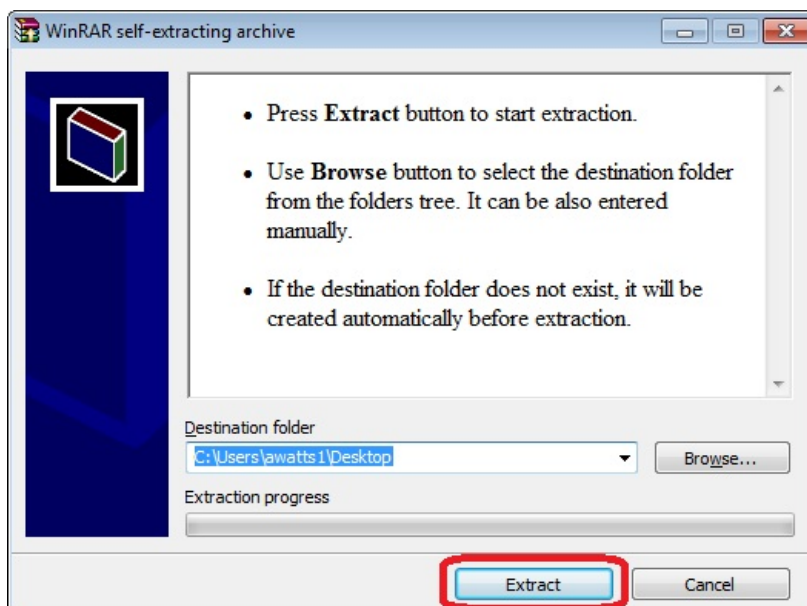 WinRAR self-extracting archive
• Press Extract button to start extraction.
• Use Browse button to select the destination folder
from the folders tree. It can be also entered
manually.
• If the destination folder does not exist, it will be
created automatically before extraction.
Destination folder
C:\Users\awatts1\Desktop
Browse...
Extraction progress
Extract
Cancel